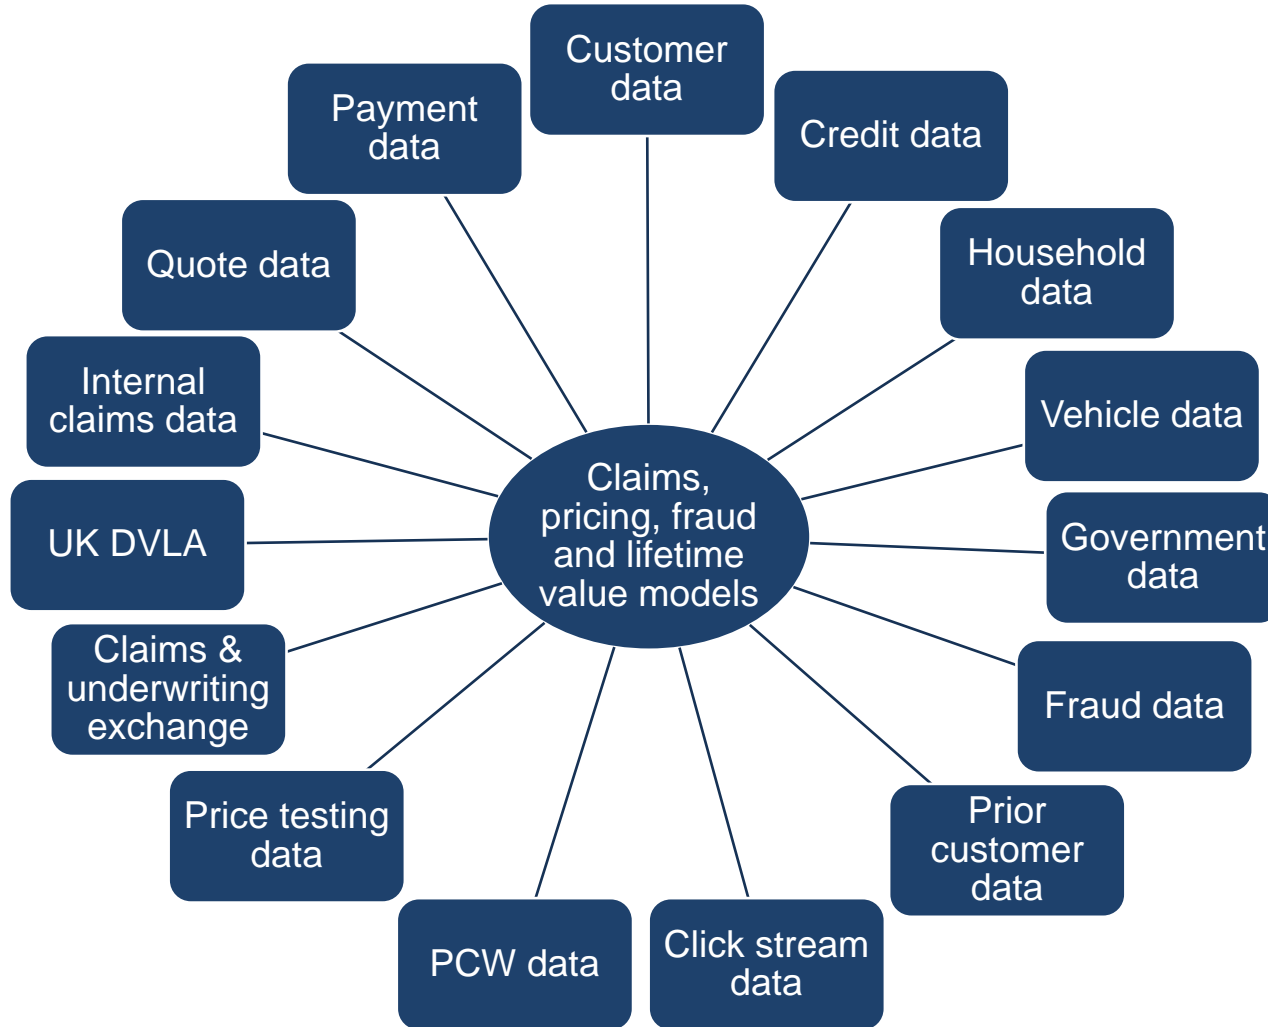 Customer
data
Credit data
Household
data
Vehicle data
Government
data
Fraud data
Prior
customer
data
Click stream
data
PCW data
Price testing
data
Claims &
underwriting
exchange
UK DVLA
Internal
claims data
Quote data
Payment
data
Claims,
pricing, fraud
and lifetime
value models